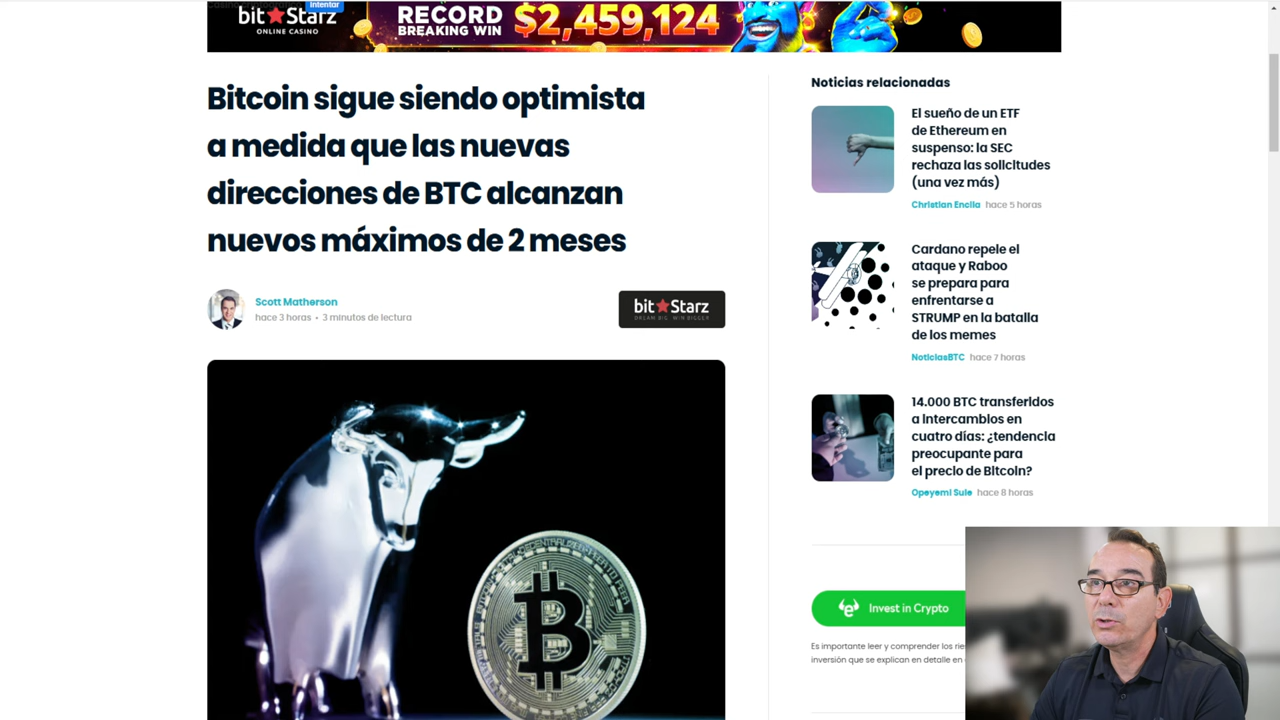 Intentar
bitStarz
ONLINE CASINO
RECORD
BREAKING WIN
$2,459,124
Bitcoin sigue siendo optimista
a medida que las nuevas
direcciones de BTC alcanzan
nuevos máximos de 2 meses
Scott Matherson
hace 3 horas • 3 minutos de lectura
bitStarz
DREAM BIG. WIN BIGGER
Noticias relacionadas
El sueño de un ETF
de Ethereum en
suspenso: la SEC
rechaza las solicitudes
(una vez más)
Christian Encila hace 5 horas
Cardano repele el
ataque y Raboo
se prepara para
enfrentarse a
STRUMP en la batalla
de los memes
NoticiasBTC hace 7 horas
14.000 BTC transferidos
a intercambios en
cuatro días: ¿tendencia
preocupante para
el precio de Bitcoin?
Opeyemi Sule hace 8 horas
Invest in Crypto
Es importante leer y comprender los
inversión que se explican en detalle en